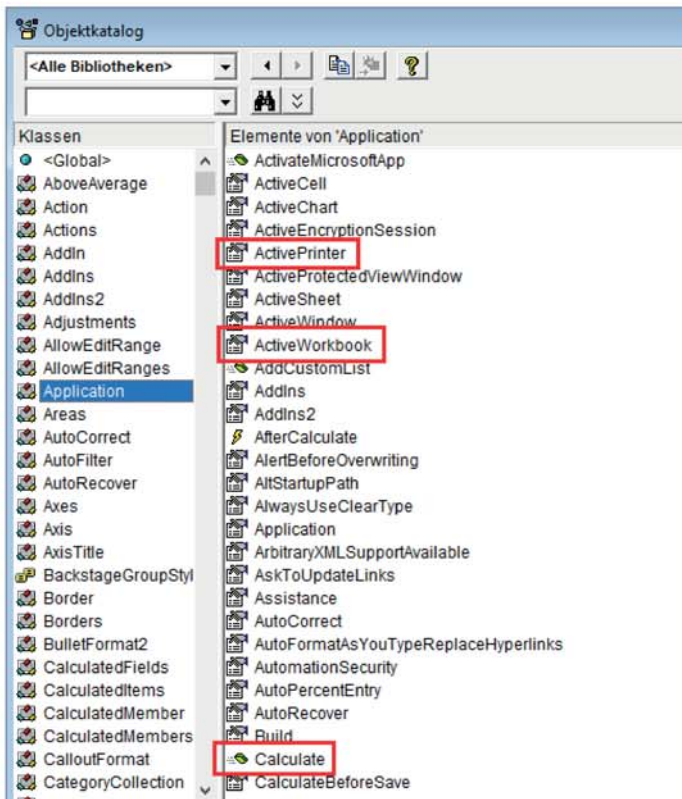 Objektkatalog
<Alle Bibliotheken>
Klassen
<Global>
AboveAverage
Action
Actions
AddIn
AddIns
AddIns2
Adjustments
AllowEditRange
AllowEditRanges
Application
Areas
AutoCorrect
AutoFilter
AutoRecover
Axes
Axis
AxisTitle
BackstageGroupStyl
Border
Borders
BulletFormat2
CalculatedFields
CalculatedItems
CalculatedMember
CalculatedMembers
CalloutFormat
CategoryCollection
Elemente von 'Application'
ActivateMicrosoftApp
ActiveCell
ActiveChart
ActiveEncryptionSession
ActivePrinter
ActiveProtectedViewWindow
ActiveSheet
ActiveWindow
ActiveWorkbook
AddCustomList
AddIns
AddIns2
AfterCalculate
AlertBeforeOverwriting
AltStartupPath
AlwaysUseClearType
Application
ArbitraryXMLSupportAvailable
AskToUpdateLinks
Assistance
AutoCorrect
AutoFormatAsYouTypeReplaceHyperlinks
AutomationSecurity
AutoPercentEntry
AutoRecover
Build
Calculate
CalculateBeforeSave